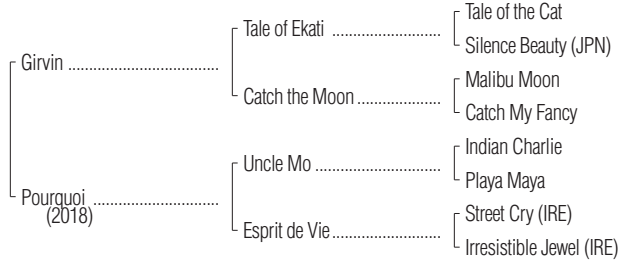 Tale of the Cat
Tale of Ekati ..............................
Silence Beauty (JPN)
Girvin ..........................................
Malibu Moon
Catch the Moon ......................
Catch My Fancy
Indian Charlie
Uncle Mo ..................................
Playa Maya
Pourquoi ...................................
(2018)
Street Cry (IRE)
Esprit de Vie.............................
Irresistible Jewel (IRE)